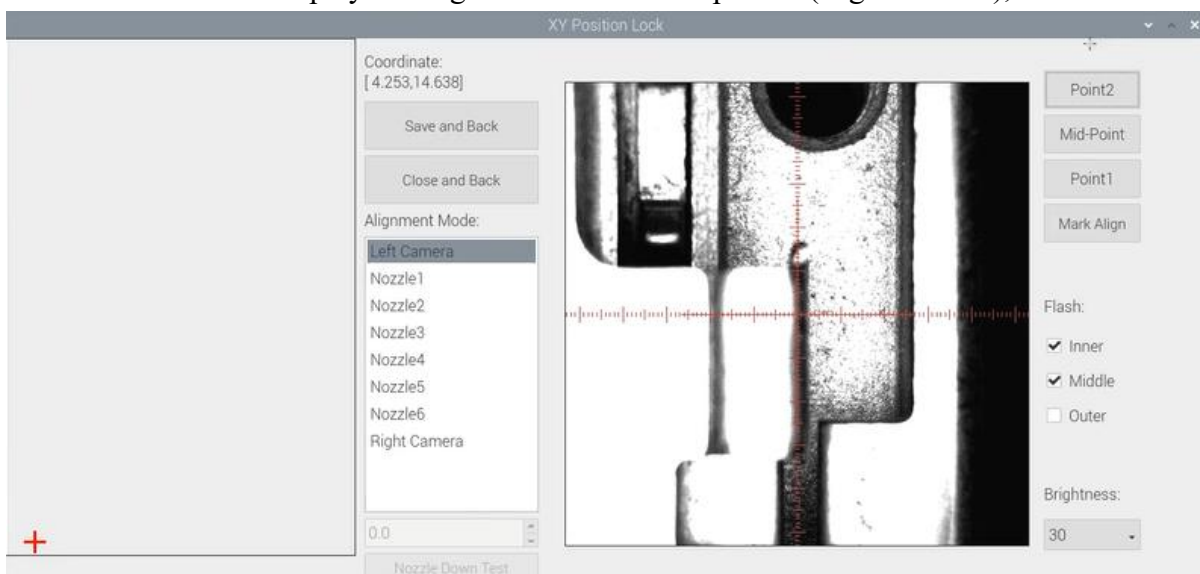 XY Position Lock
Coordinate:
[ 4.253,14.638]
Save and Back
Close and Back
Alignment Mode:
Left Camera
Nozzle1
Nozzle2
Nozzle3
Nozzle4
Nozzle5
Nozzle6
Right Camera
0.0
Nozzle Down Test
Point2
Mid-Point
Point1
Mark Align
Flash:
Inner
Middle
Outer
Brightness:
30